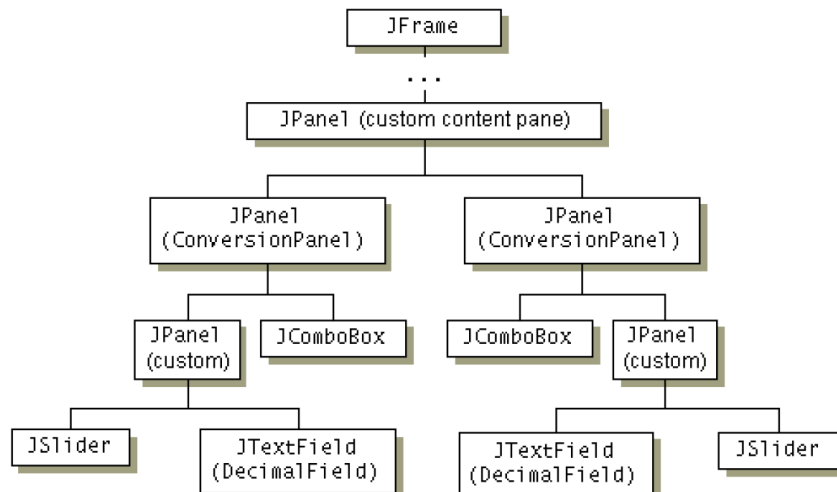 JFrame
...
JPanel (custom content pane)
JPanel
(ConversionPanel)
JPanel
(ConversionPanel)
JPanel
(custom)
JComboBox
JComboBox
JPanel
(custom)
JSlider
JTextField
(DecimalField)
JTextField
(DecimalField)
JSlider